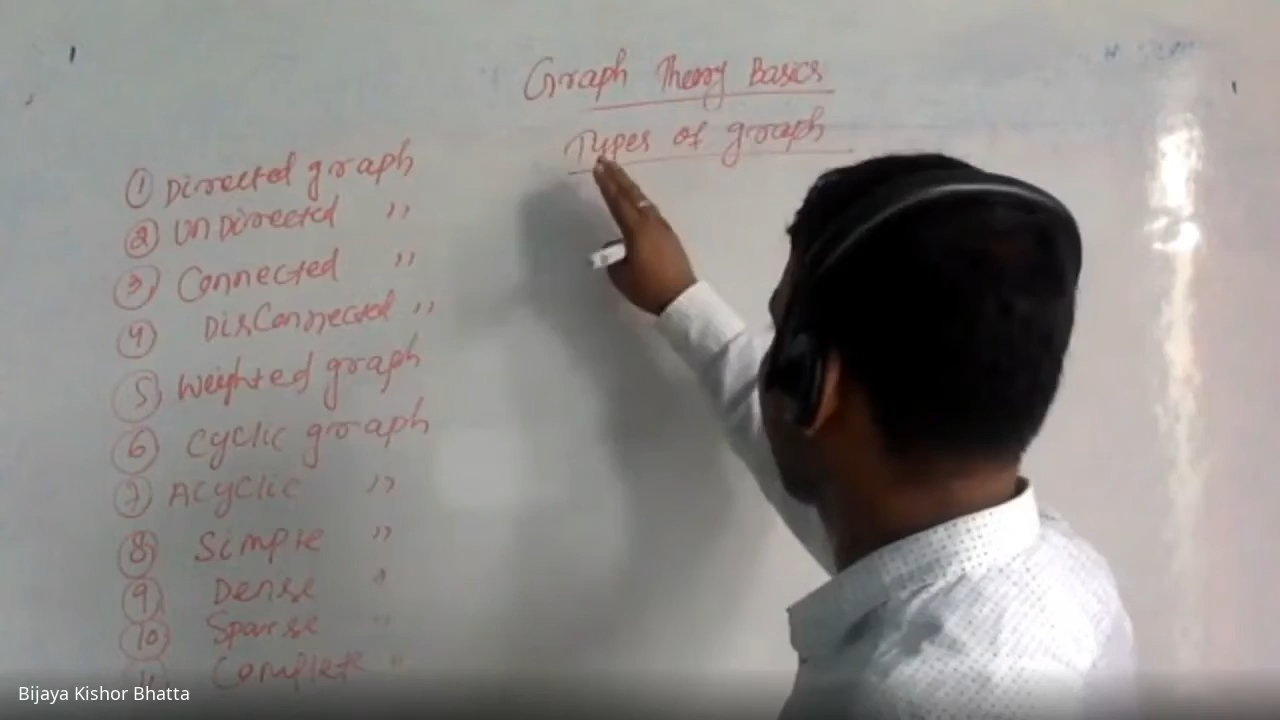 Graph Theory Basics
Types of graph
① Directed graph
② UnDirected ,,
③ Connected ,,
④ DisConnected ,,
⑤ Weighted graph
⑥ Cyclic graph
⑦ Acyclic ,,
⑧ Simple ,,
⑨ Dense ,,
⑩ Sparse ,,
⑪ Complete ,,
Bijaya Kishor Bhatta